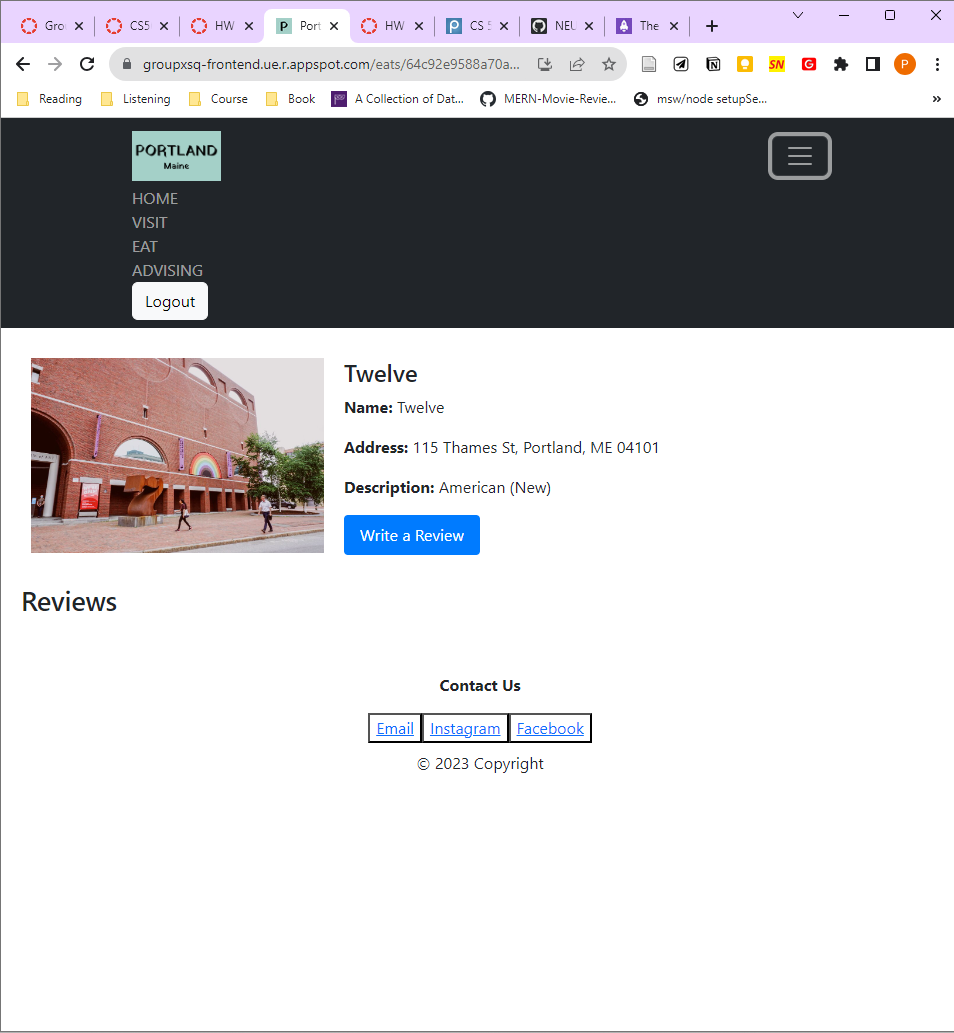 Gro
CS5
HW
Port
HW
CS 5
NEU
The
groupxsq-frontend.ue.r.appspot.com/eats/64c92e9588a70a...
SN
G
P
Reading
Listening
Course
Book
A Collection of Dat...
MERN-Movie-Revie...
msw/node setupSe...
»
PORTLAND
Maine
HOME
VISIT
EAT
ADVISING
Logout
Twelve
Name: Twelve
Address: 115 Thames St, Portland, ME 04101
Description: American (New)
Write a Review
Reviews
Contact Us
Email Instagram Facebook
© 2023 Copyright